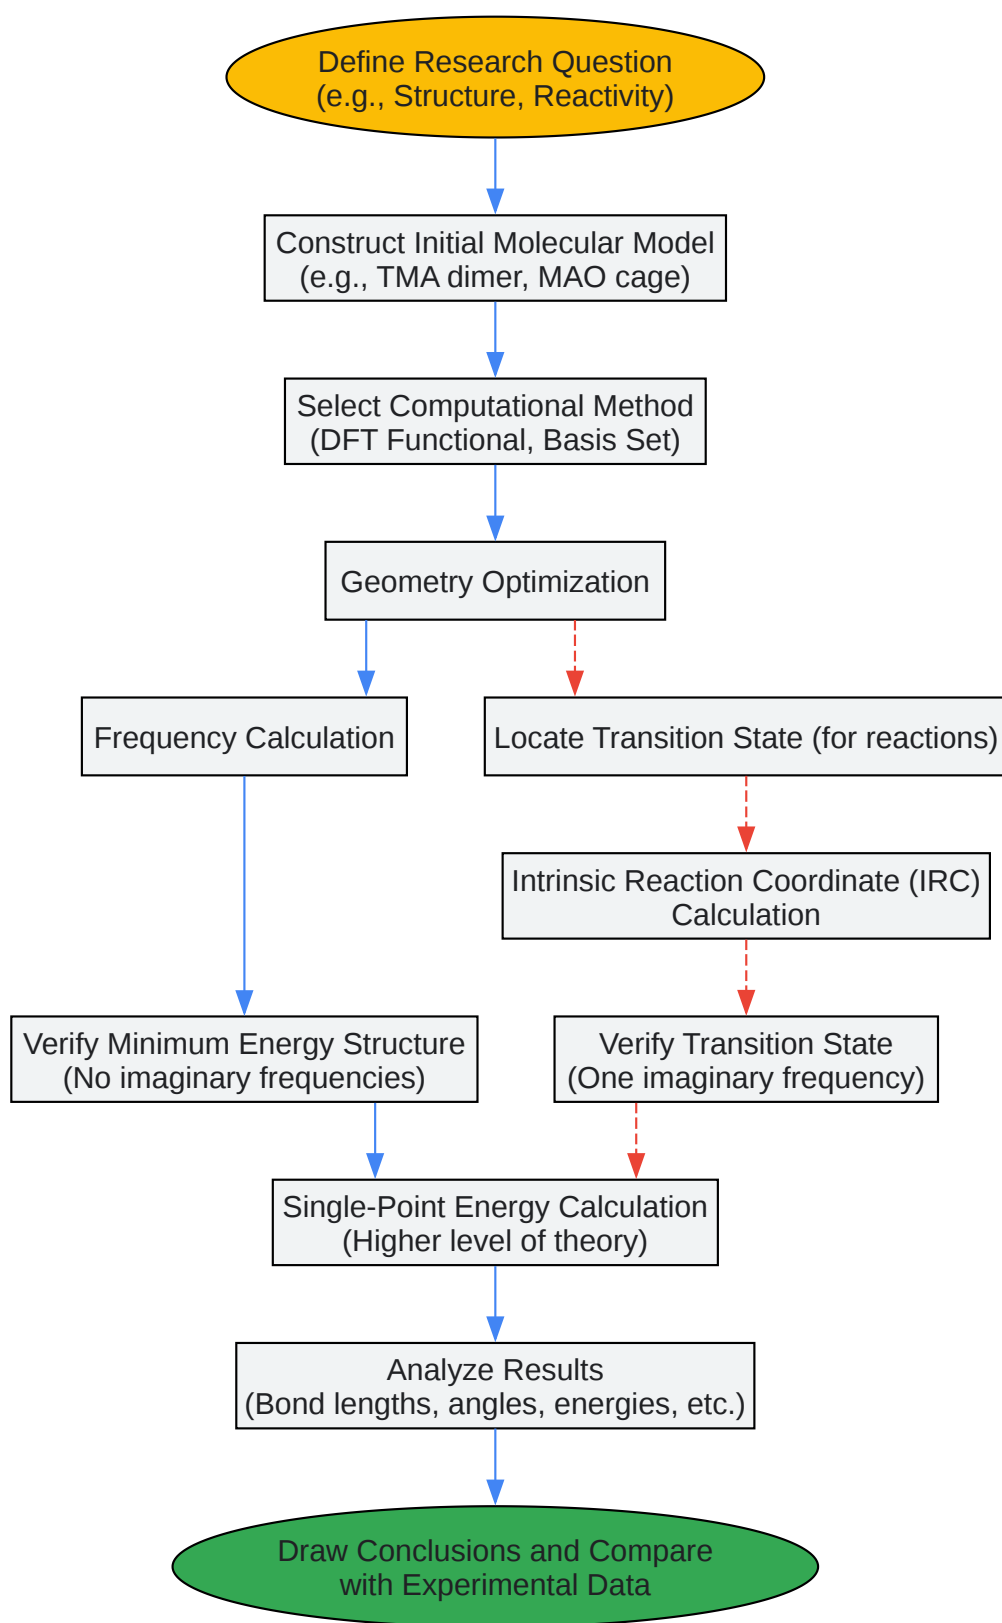 Define Research Question
(e.g., Structure, Reactivity)
Construct Initial Molecular Model
(e.g., TMA dimer, MAO cage)
Select Computational Method
(DFT Functional, Basis Set)
Geometry Optimization
Frequency Calculation
Locate Transition State (for reactions)
Intrinsic Reaction Coordinate (IRC)
Calculation
Verify Minimum Energy Structure
(No imaginary frequencies)
Verify Transition State
(One imaginary frequency)
Single-Point Energy Calculation
(Higher level of theory)
Analyze Results
(Bond lengths, angles, energies, etc.)
Draw Conclusions and Compare
with Experimental Data